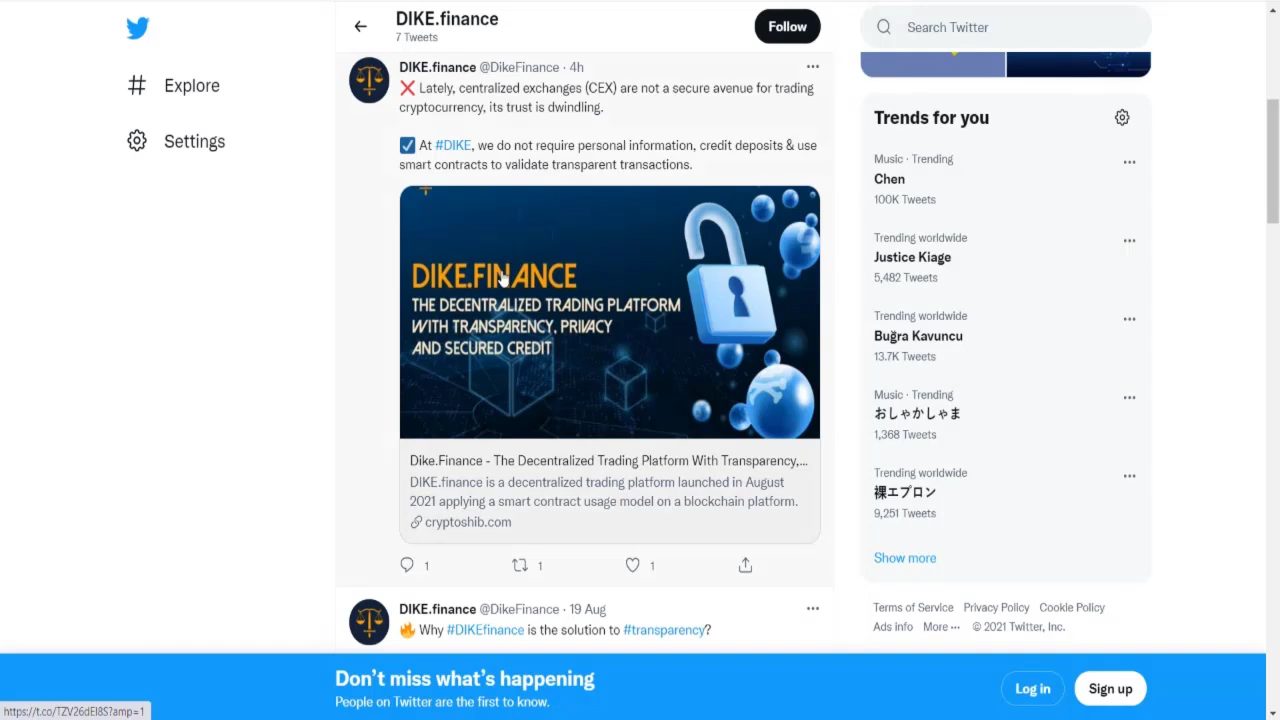 DIKE.finance
7 Tweets
Follow
Search Twitter
Explore
Settings
DIKE.finance @DikeFinance · 4h
❌ Lately, centralized exchanges (CEX) are not a secure avenue for trading
cryptocurrency, its trust is dwindling.
☑ At #DIKE, we do not require personal information, credit deposits & use
smart contracts to validate transparent transactions.
DIKE.FINANCE
THE DECENTRALIZED TRADING PLATFORM
WITH TRANSPARENCY, PRIVACY
AND SECURED CREDIT
Dike.Finance - The Decentralized Trading Platform With Transparency,...
DIKE.finance is a decentralized trading platform launched in August
2021 applying a smart contract usage model on a blockchain platform.
cryptoshib.com
1
1
1
DIKE.finance @DikeFinance · 19 Aug
🔥 Why #DIKEfinance is the solution to #transparency?
Trends for you
Music · Trending
Chen
100K Tweets
Trending worldwide
Justice Kiage
5,482 Tweets
Trending worldwide
Buğra Kavuncu
13.7K Tweets
Music · Trending
おしゃかしゃま
1,368 Tweets
Trending worldwide
裸エプロン
9,251 Tweets
Show more
Terms of Service Privacy Policy Cookie Policy
Ads info More ··· © 2021 Twitter, Inc.
Don't miss what's happening
People on Twitter are the first to know.
Log in
Sign up
https://t.co/TZV26dEI8S?amp=1